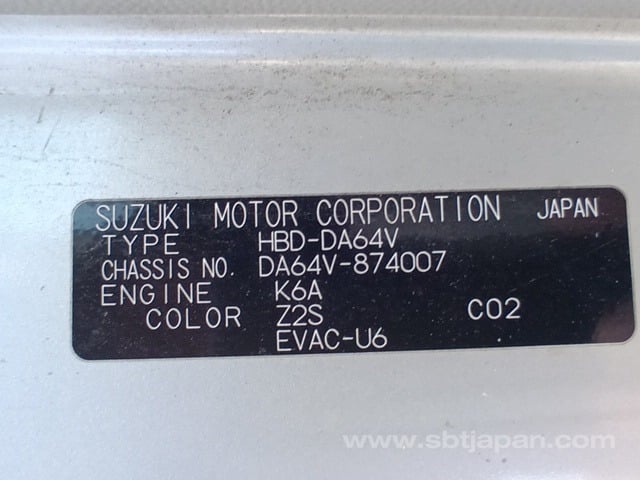 SUZUKI MOTOR CORPORATION JAPAN
TYPE HBD-DA64V
CHASSIS NO. DA64V-874007
ENGINE K6A
COLOR Z2S C02
EVAC-U6
www.sbtjapan.com